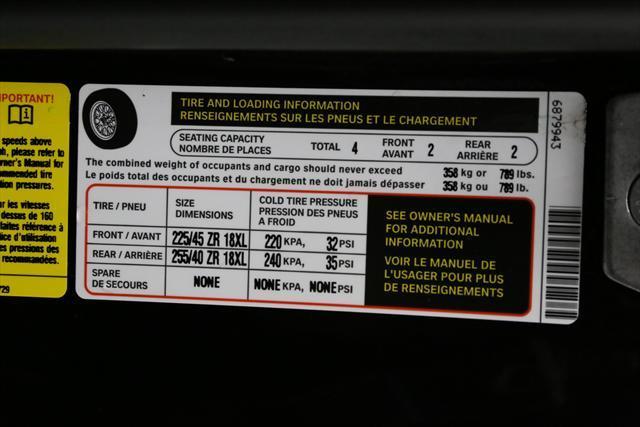 PORTANT!
speeds above
h, please refer to
ner's Manual for
mmended tire
tion pressures.
r les vitesses
dessus de 160
laites référence à
ice d'utilisation
es pressions des
recommandées.
729
TIRE AND LOADING INFORMATION
RENSEIGNEMENTS SUR LES PNEUS ET LE CHARGEMENT
SEATING CAPACITY
NOMBRE DE PLACES
TOTAL 4
FRONT
AVANT 2
REAR
ARRIÈRE 2
The combined weight of occupants and cargo should never exceed 358 kg or 789 lbs.
Le poids total des occupants et du chargement ne doit jamais dépasser 358 kg ou 789 lb.
TIRE / PNEU
SIZE
DIMENSIONS
COLD TIRE PRESSURE
PRESSION DES PNEUS
A FROID
FRONT / AVANT 225/45 ZR 18XL 220 KPA, 32 PSI
REAR / ARRIÈRE 255/40 ZR 18XL 240 KPA, 35 PSI
SPARE
DE SECOURS
NONE
NONE KPA, NONE PSI
SEE OWNER'S MANUAL
FOR ADDITIONAL
INFORMATION
VOIR LE MANUEL DE
L'USAGER POUR PLUS
DE RENSEIGNEMENTS
6879943